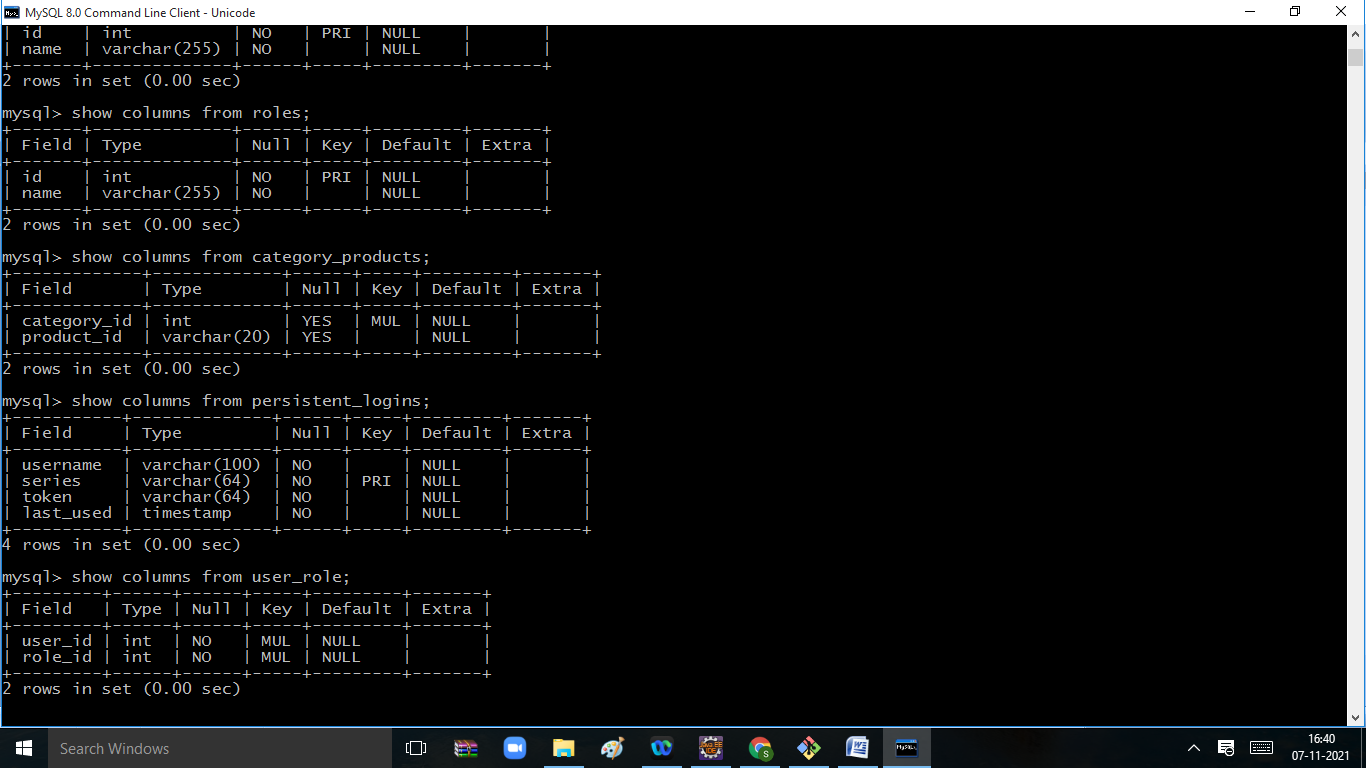 MySQL 8.0 Command Line Client - Unicode
| id    | int          | NO   | PRI | NULL    |       |
| name  | varchar(255) | NO   |     | NULL    |       |
+-------+--------------+------+-----+---------+-------+
2 rows in set (0.00 sec)
mysql> show columns from roles;
+-------+--------------+------+-----+---------+-------+
| Field | Type         | Null | Key | Default | Extra |
+-------+--------------+------+-----+---------+-------+
| id    | int          | NO   | PRI | NULL    |       |
| name  | varchar(255) | NO   |     | NULL    |       |
+-------+--------------+------+-----+---------+-------+
2 rows in set (0.00 sec)
mysql> show columns from category_products;
+-------------+-------------+------+-----+---------+-------+
| Field       | Type        | Null | Key | Default | Extra |
+-------------+-------------+------+-----+---------+-------+
| category_id | int         | YES  | MUL | NULL    |       |
| product_id  | varchar(20) | YES  |     | NULL    |       |
+-------------+-------------+------+-----+---------+-------+
2 rows in set (0.00 sec)
mysql> show columns from persistent_logins;
+-----------+--------------+------+-----+---------+-------+
| Field     | Type         | Null | Key | Default | Extra |
+-----------+--------------+------+-----+---------+-------+
| username  | varchar(100) | NO   |     | NULL    |       |
| series    | varchar(64)  | NO   | PRI | NULL    |       |
| token     | varchar(64)  | NO   |     | NULL    |       |
| last_used | timestamp    | NO   |     | NULL    |       |
+-----------+--------------+------+-----+---------+-------+
4 rows in set (0.00 sec)
mysql> show columns from user_role;
+---------+------+------+-----+---------+-------+
| Field   | Type | Null | Key | Default | Extra |
+---------+------+------+-----+---------+-------+
| user_id | int  | NO   | MUL | NULL    |       |
| role_id | int  | NO   | MUL | NULL    |       |
+---------+------+------+-----+---------+-------+
2 rows in set (0.00 sec)
Search Windows
16:40
07-11-2021